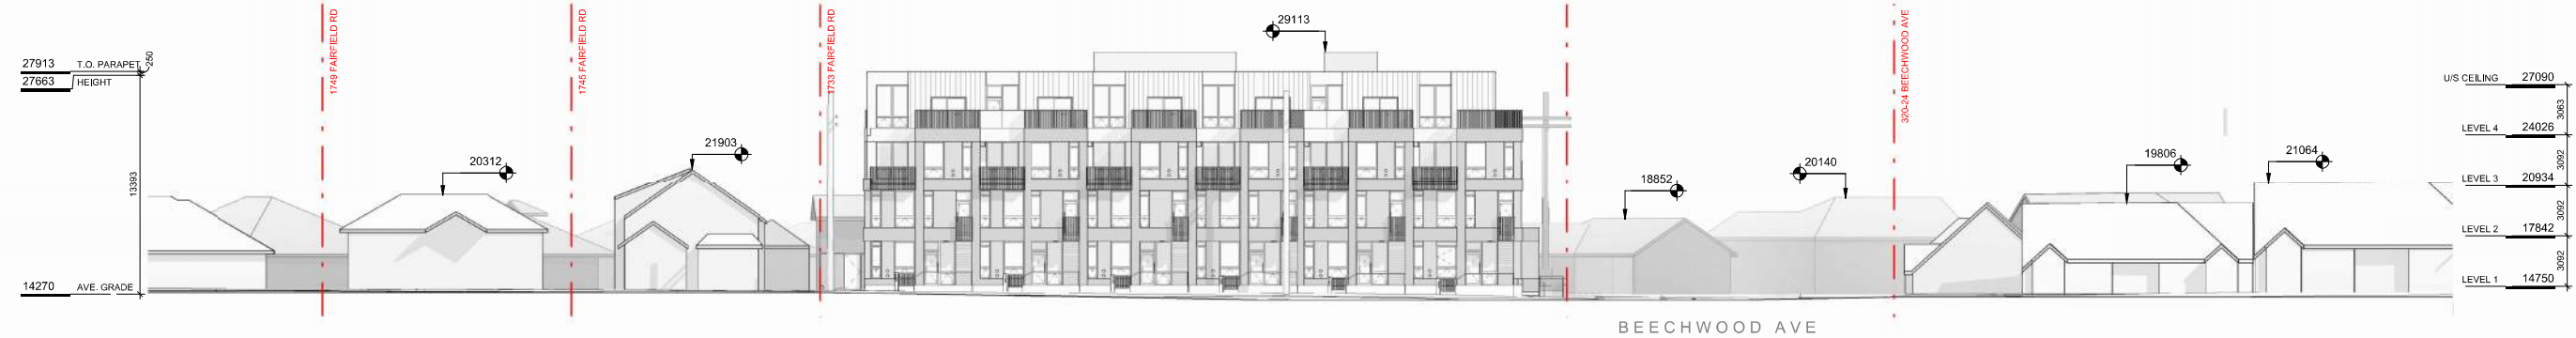 27913 T.O. PARAPET
250
27663 HEIGHT
13393
14270 AVE. GRADE
1749 FAIRFIELD RD
20312
1745 FAIRFIELD RD
21903
1733 FAIRFIELD RD
29113
18852
20140
320-24 BEECHWOOD AVE
19806
21064
U/S CEILING 27090
3063
LEVEL 4 24026
3092
LEVEL 3 20934
3092
LEVEL 2 17842
3092
LEVEL 1 14750
BEECHWOOD AVE